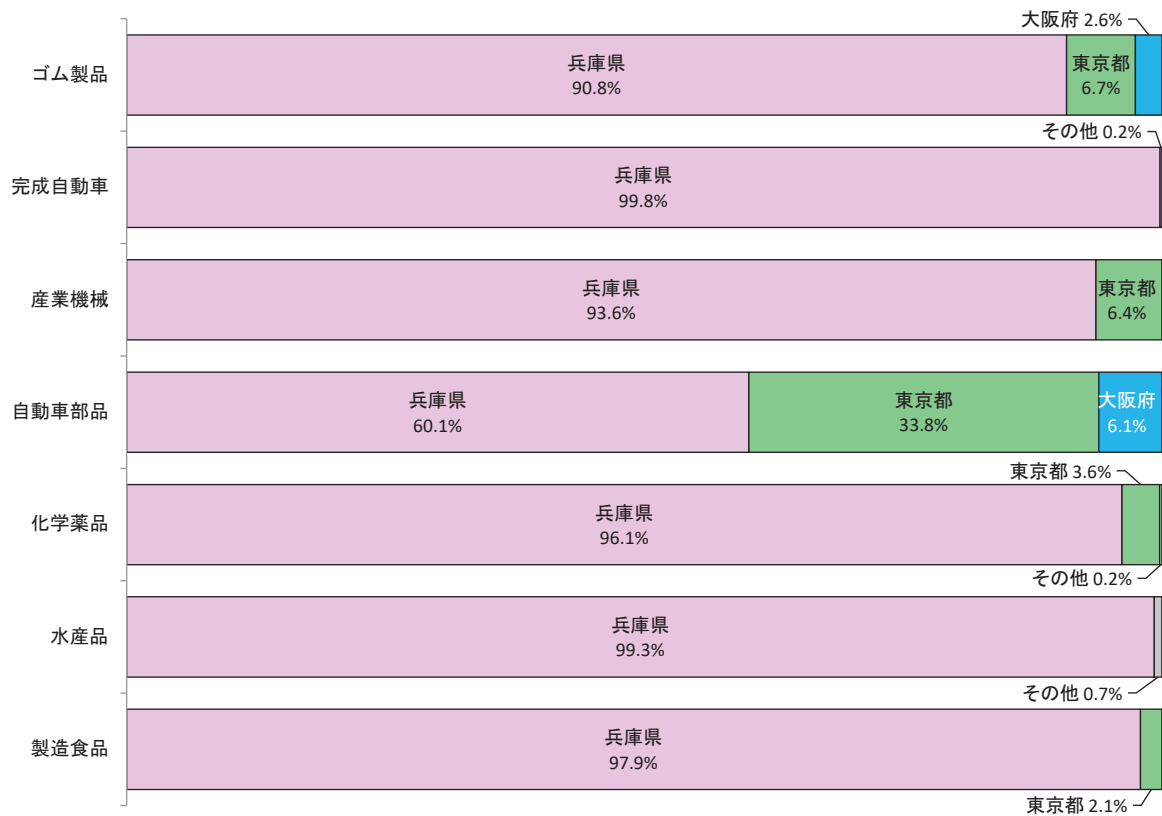 大阪府 2.6%
ゴム製品
兵庫県
90.8%
東京都
6.7%
その他 0.2%
完成自動車
兵庫県
99.8%
産業機械
兵庫県
93.6%
東京都
6.4%
自動車部品
兵庫県
60.1%
東京都
33.8%
大阪府
6.1%
東京都 3.6%
化学薬品
兵庫県
96.1%
その他 0.2%
水産品
兵庫県
99.3%
その他 0.7%
製造食品
兵庫県
97.9%
東京都 2.1%